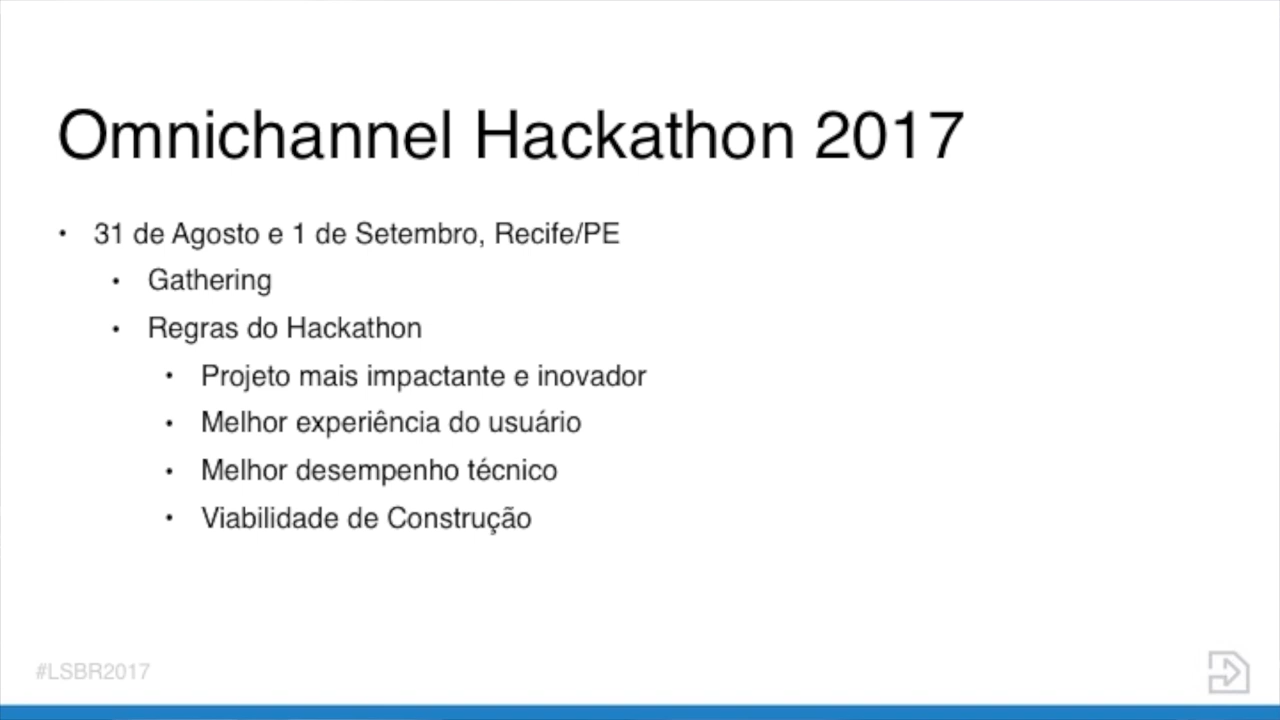 Omnichannel Hackathon 2017
• 31 de Agosto e 1 de Setembro, Recife/PE
• Gathering
• Regras do Hackathon
• Projeto mais impactante e inovador
• Melhor experiência do usuário
• Melhor desempenho técnico
• Viabilidade de Construção
#LSBR2017